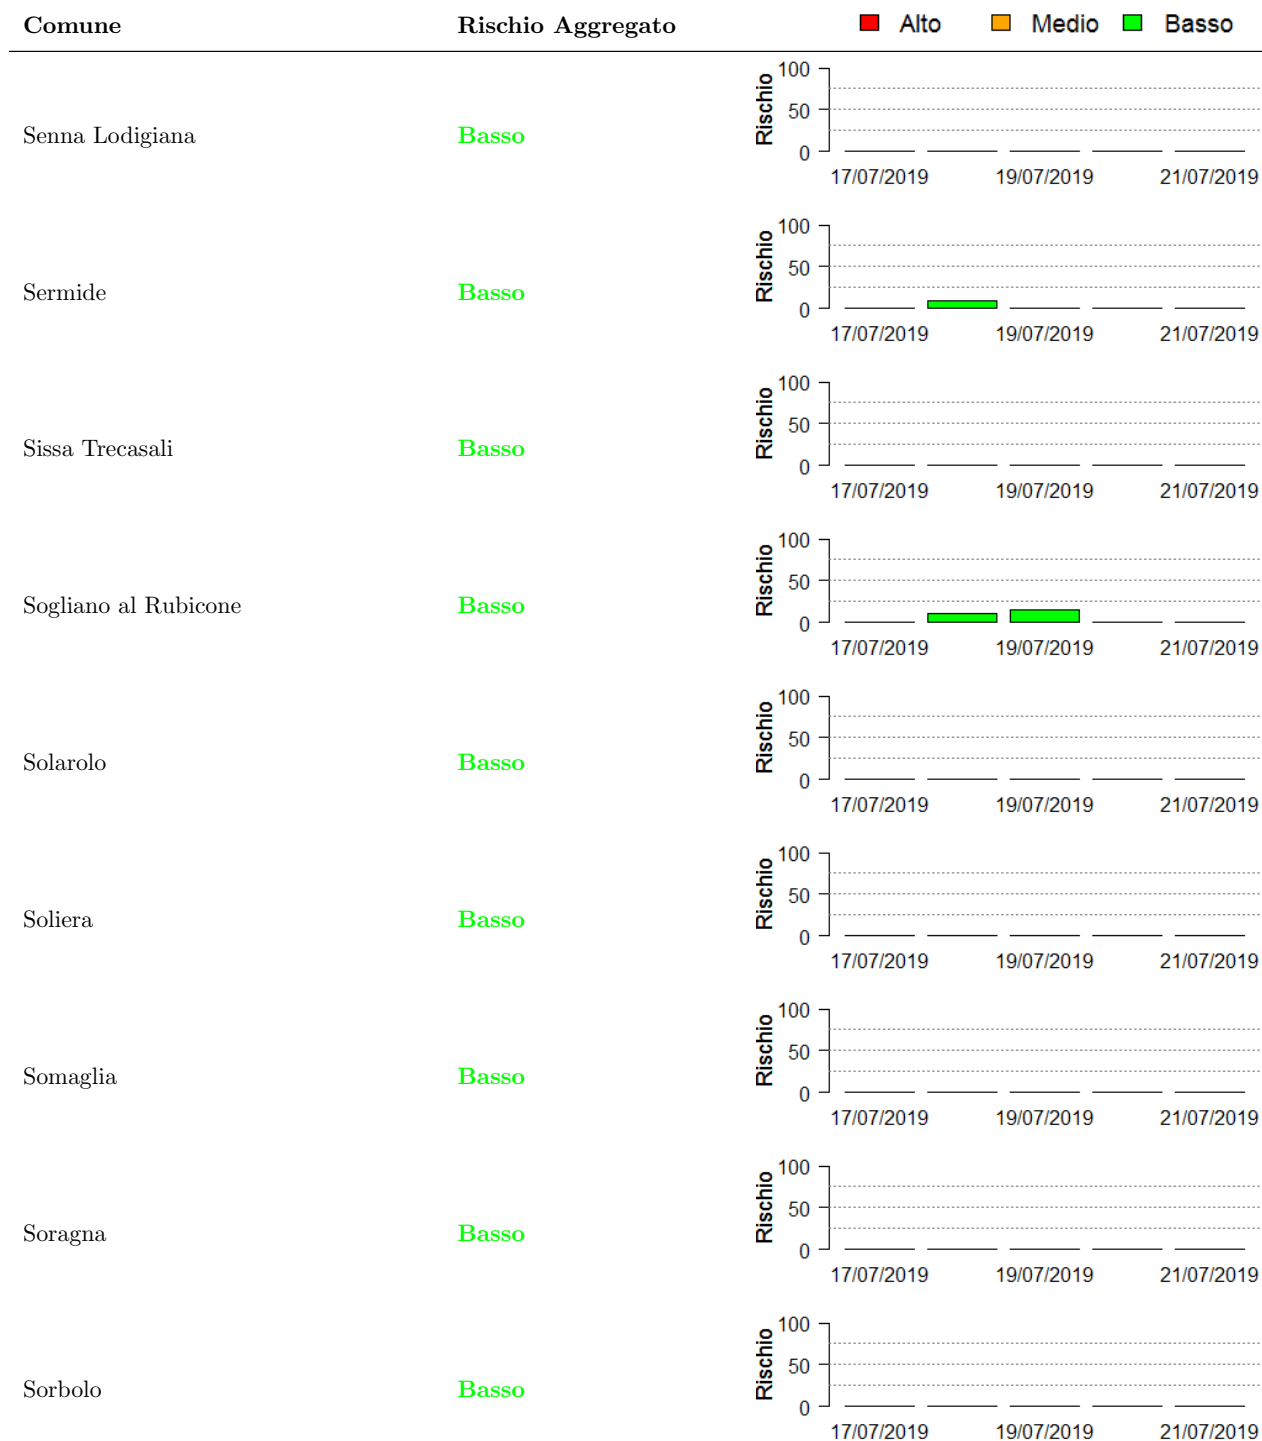 Comune Rischio Aggregato Alto Medio Basso
Senna Lodigiana Basso Rischio 100 50 0
17/07/2019 19/07/2019 21/07/2019
Sermide Basso Rischio 100 50 0
17/07/2019 19/07/2019 21/07/2019
Sissa Trecasali Basso Rischio 100 50 0
17/07/2019 19/07/2019 21/07/2019
Sogliano al Rubicone Basso Rischio 100 50 0
17/07/2019 19/07/2019 21/07/2019
Solarolo Basso Rischio 100 50 0
17/07/2019 19/07/2019 21/07/2019
Soliera Basso Rischio 100 50 0
17/07/2019 19/07/2019 21/07/2019
Somaglia Basso Rischio 100 50 0
17/07/2019 19/07/2019 21/07/2019
Soragna Basso Rischio 100 50 0
17/07/2019 19/07/2019 21/07/2019
Sorbolo Basso Rischio 100 50 0
17/07/2019 19/07/2019 21/07/2019